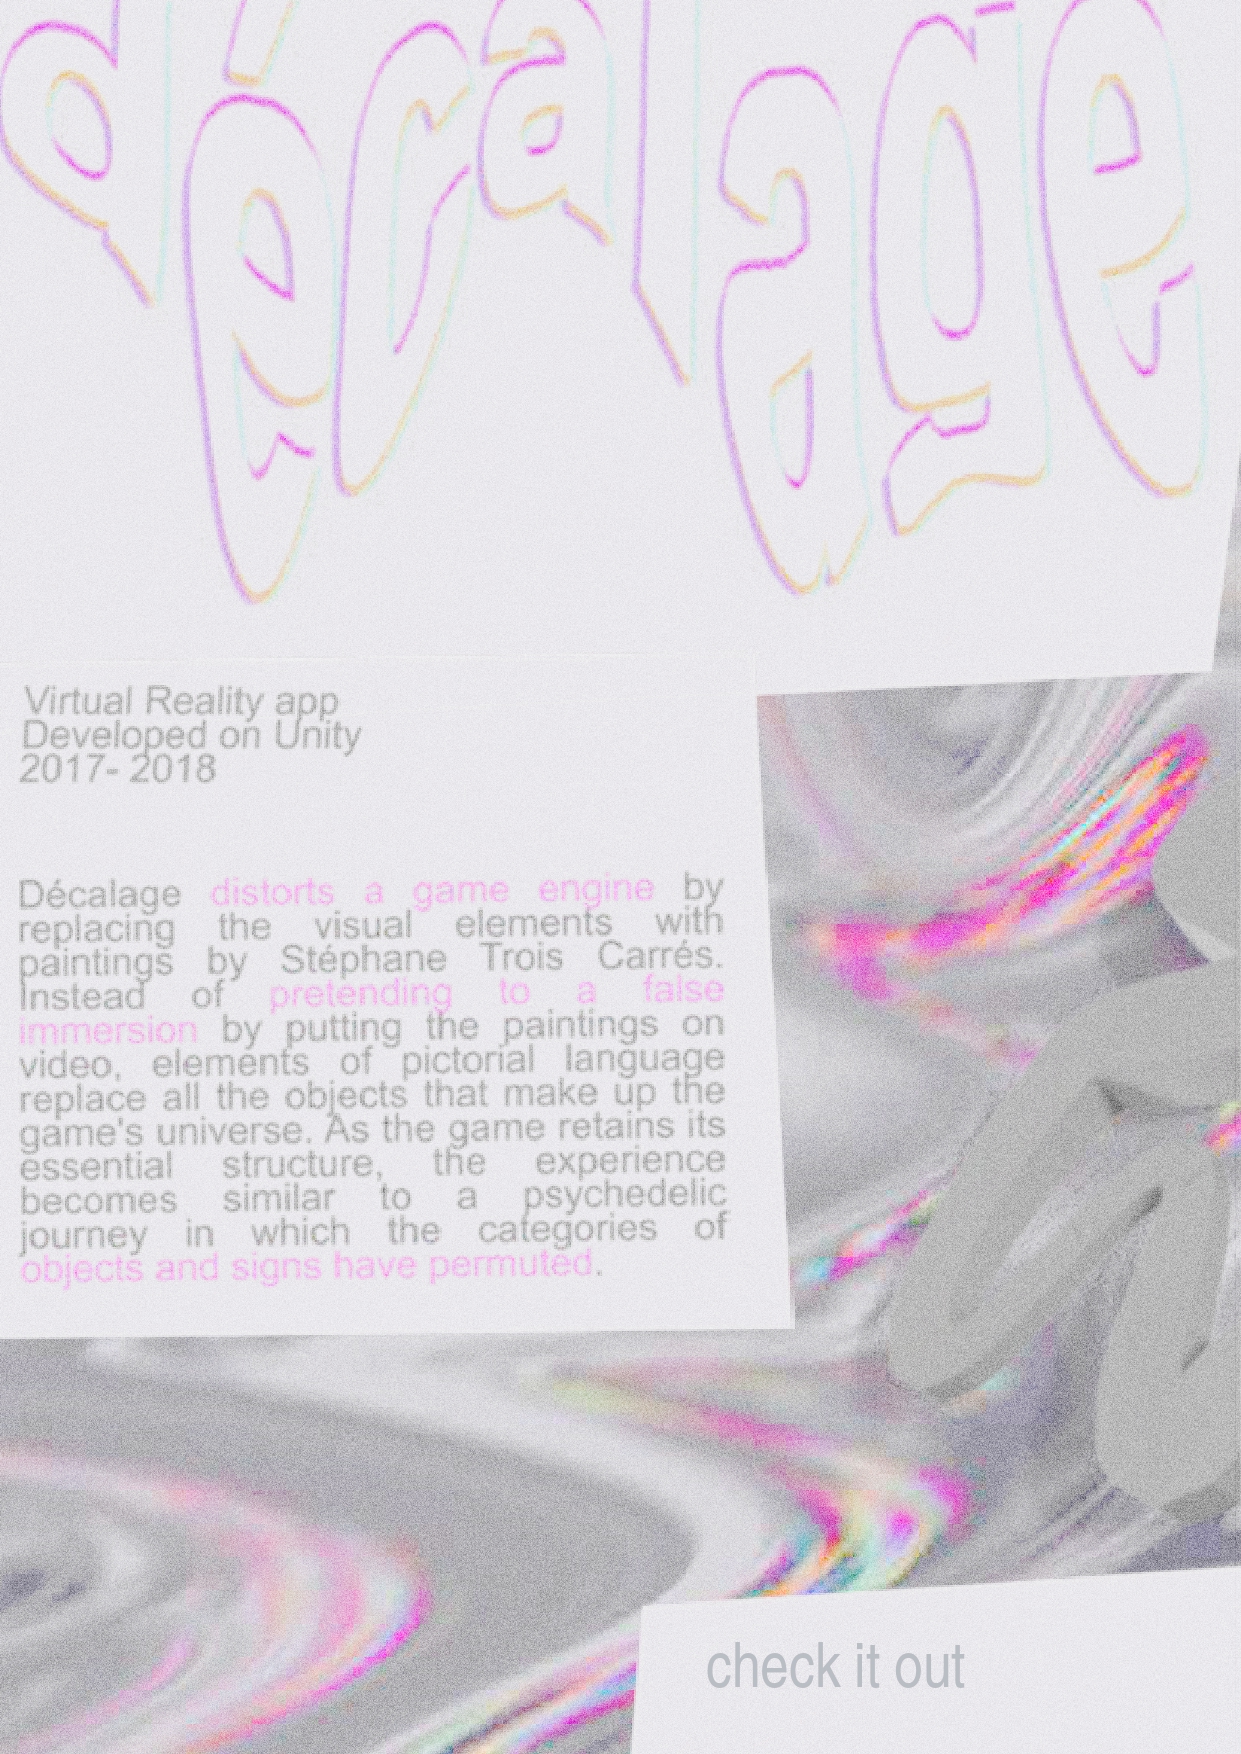 décalage
Virtual Reality app
Developed on Unity
2017- 2018
Décalage distorts a game engine by
replacing the visual elements with
paintings by Stéphane Trois Carrés.
Instead of pretending to a false
immersion by putting the paintings on
video, elements of pictorial language
replace all the objects that make up the
game's universe. As the game retains its
essential structure, the experience
becomes similar to a psychedelic
journey in which the categories of
objects and signs have permuted.
check it out